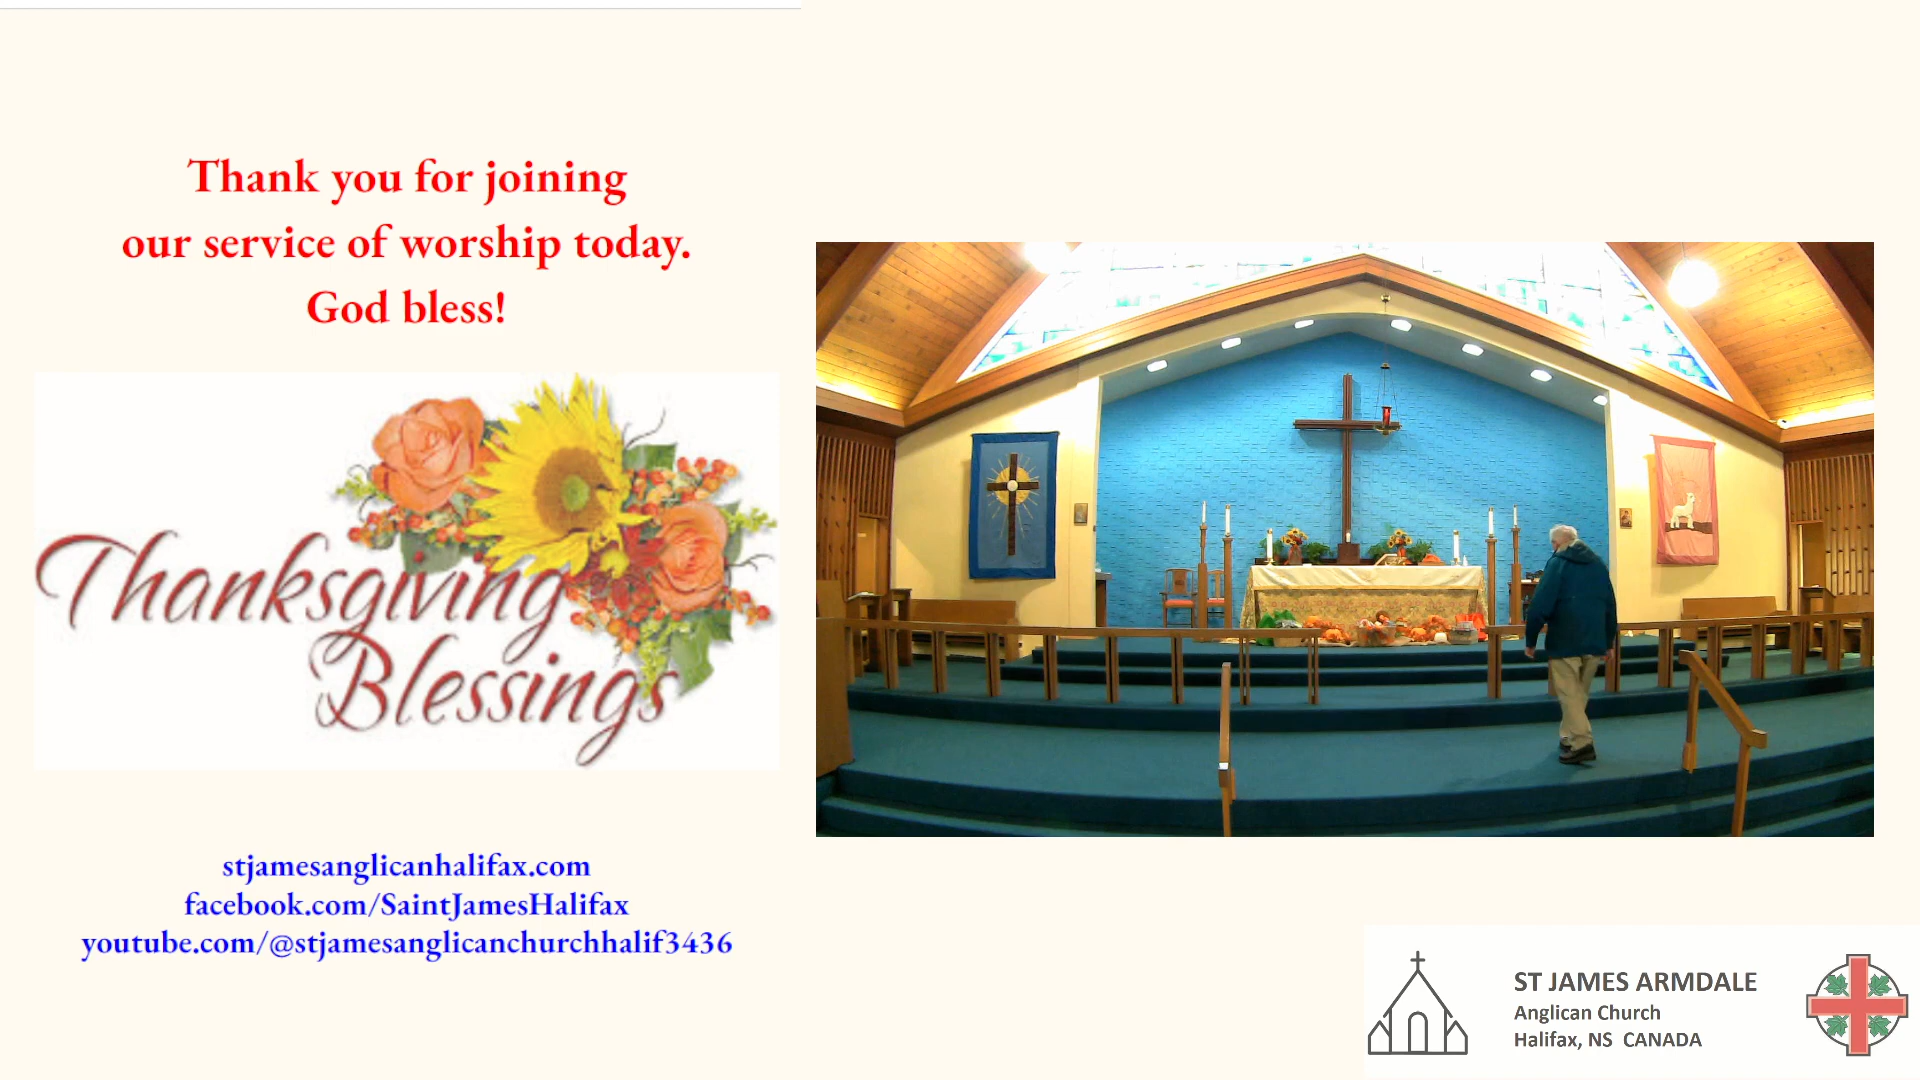 Thank you for joining
our service of worship today.
God bless!
Thanksgiving
Blessings
stjamesanglicanhalifax.com
facebook.com/SaintJamesHalifax
youtube.com/@stjamesanglicanchurchhalif3436
ST JAMES ARMDALE
Anglican Church
Halifax, NS CANADA